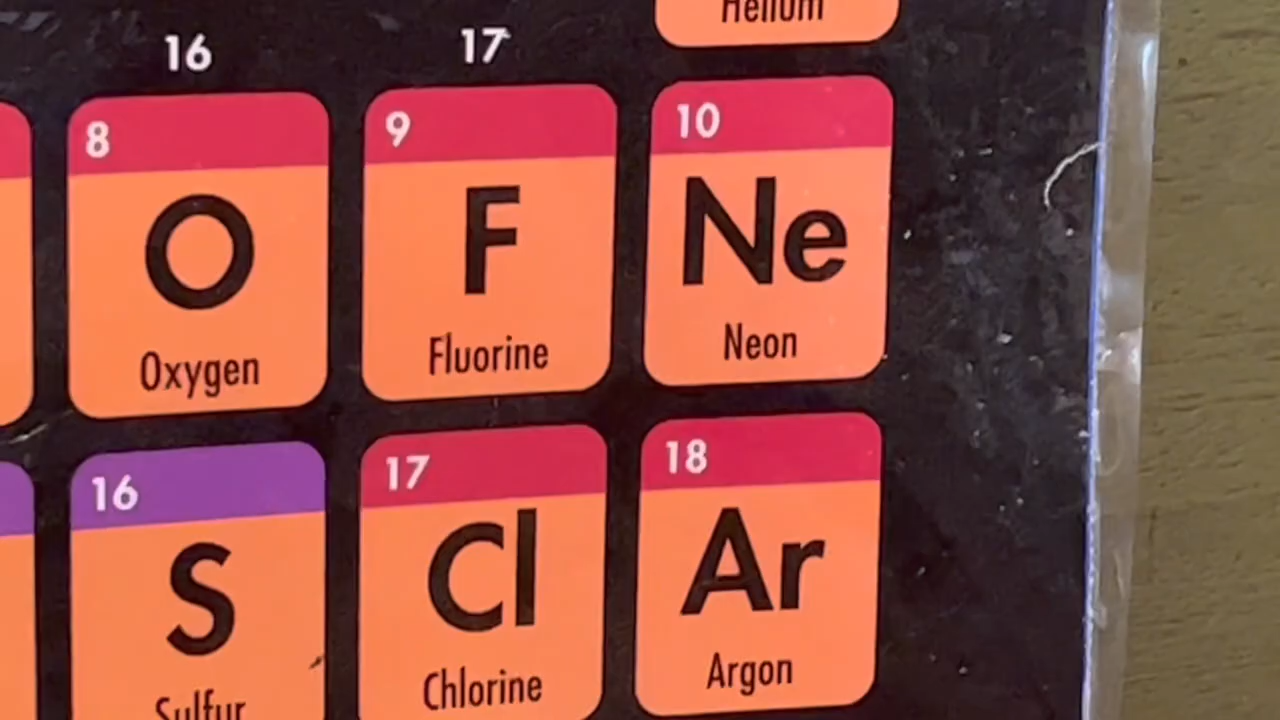 Helium
16 17
8 9 10
O F Ne
Oxygen Fluorine Neon
16 17 18
S Cl Ar
Sulfur Chlorine Argon